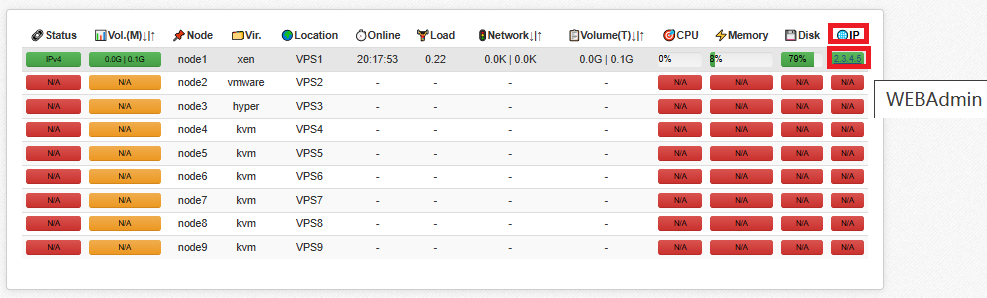 Status Vol.(M)↓|↑ Node Vir. Location Online Load Network↓|↑ Volume(T)↓|↑ CPU Memory Disk IP
IPv4 0.0G | 0.1G node1 xen VPS1 20:17:53 0.22 0.0K | 0.0K 0.0G | 0.1G 0% 8% 78% 2.3.4.5
N/A N/A node2 vmware VPS2 - - - - N/A N/A N/A N/A
WEBAdmin
N/A N/A node3 hyper VPS3 - - - - N/A N/A N/A N/A
N/A N/A node4 kvm VPS4 - - - - N/A N/A N/A N/A
N/A N/A node5 kvm VPS5 - - - - N/A N/A N/A N/A
N/A N/A node6 kvm VPS6 - - - - N/A N/A N/A N/A
N/A N/A node7 kvm VPS7 - - - - N/A N/A N/A N/A
N/A N/A node8 kvm VPS8 - - - - N/A N/A N/A N/A
N/A N/A node9 kvm VPS9 - - - - N/A N/A N/A N/A